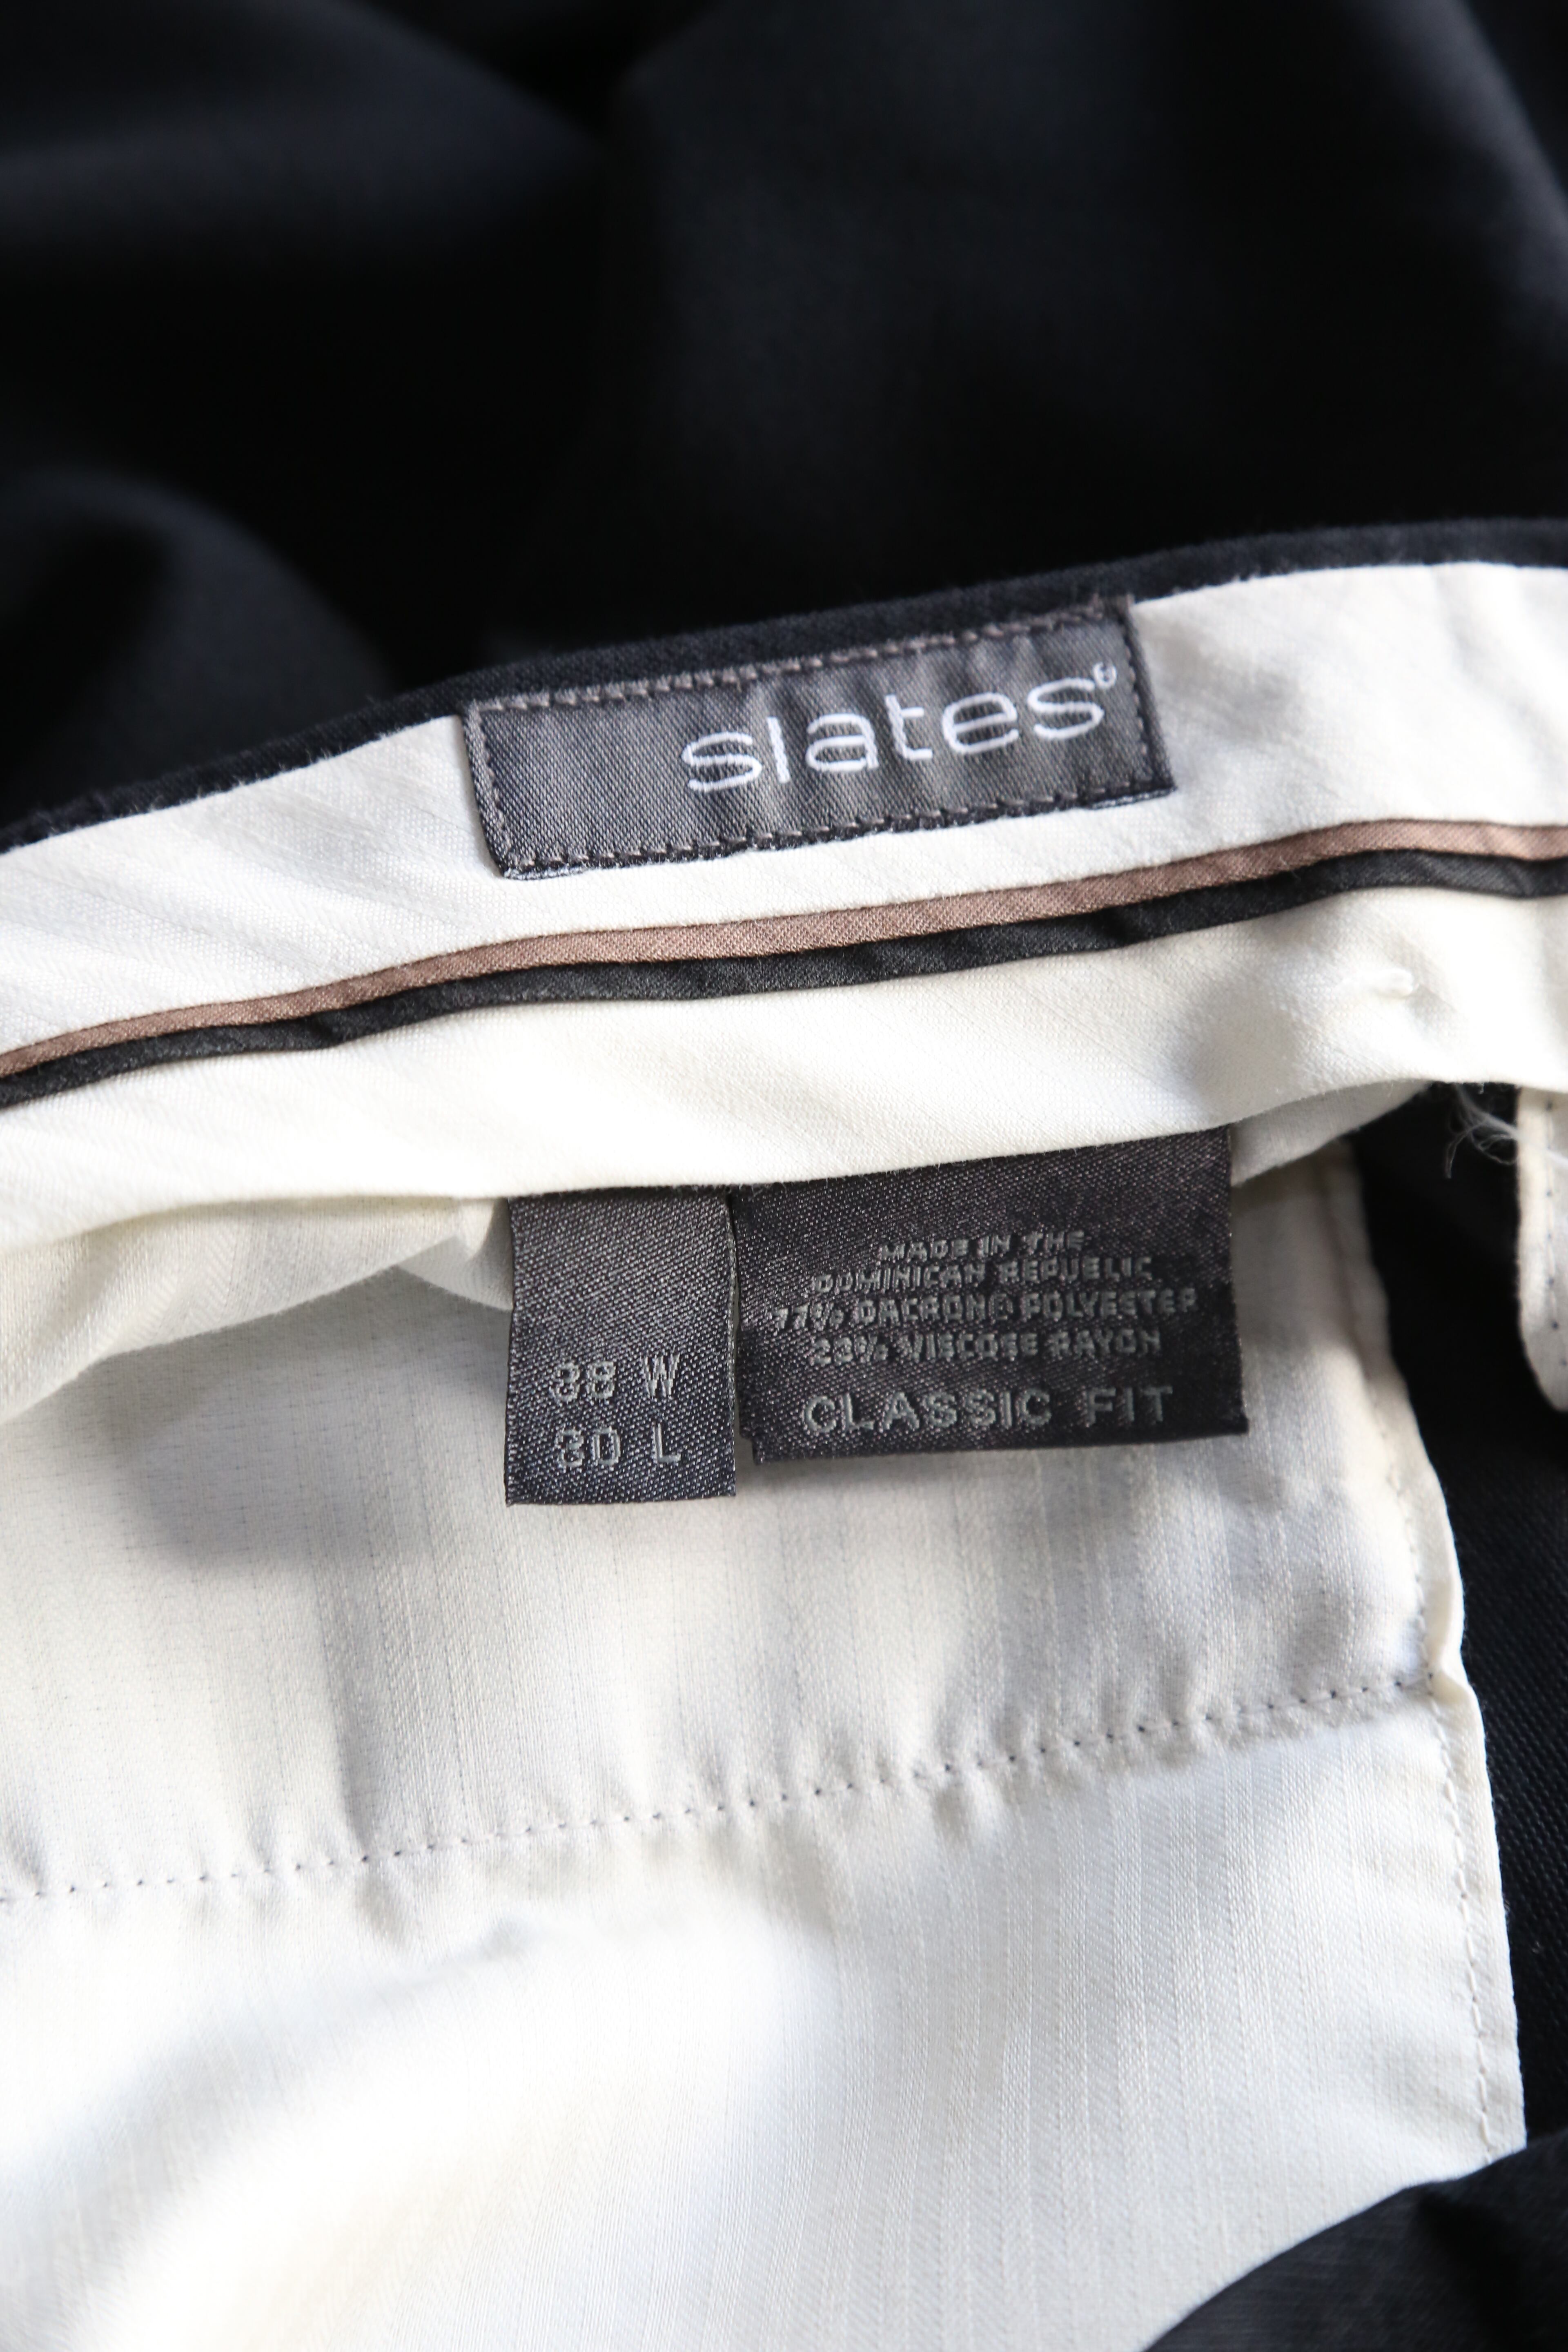 slates®
38 W
30 L
MADE IN THE
DOMINICAN REPUBLIC
77% DACRON® POLYESTER
23% VISCOSE RAYON
CLASSIC FIT